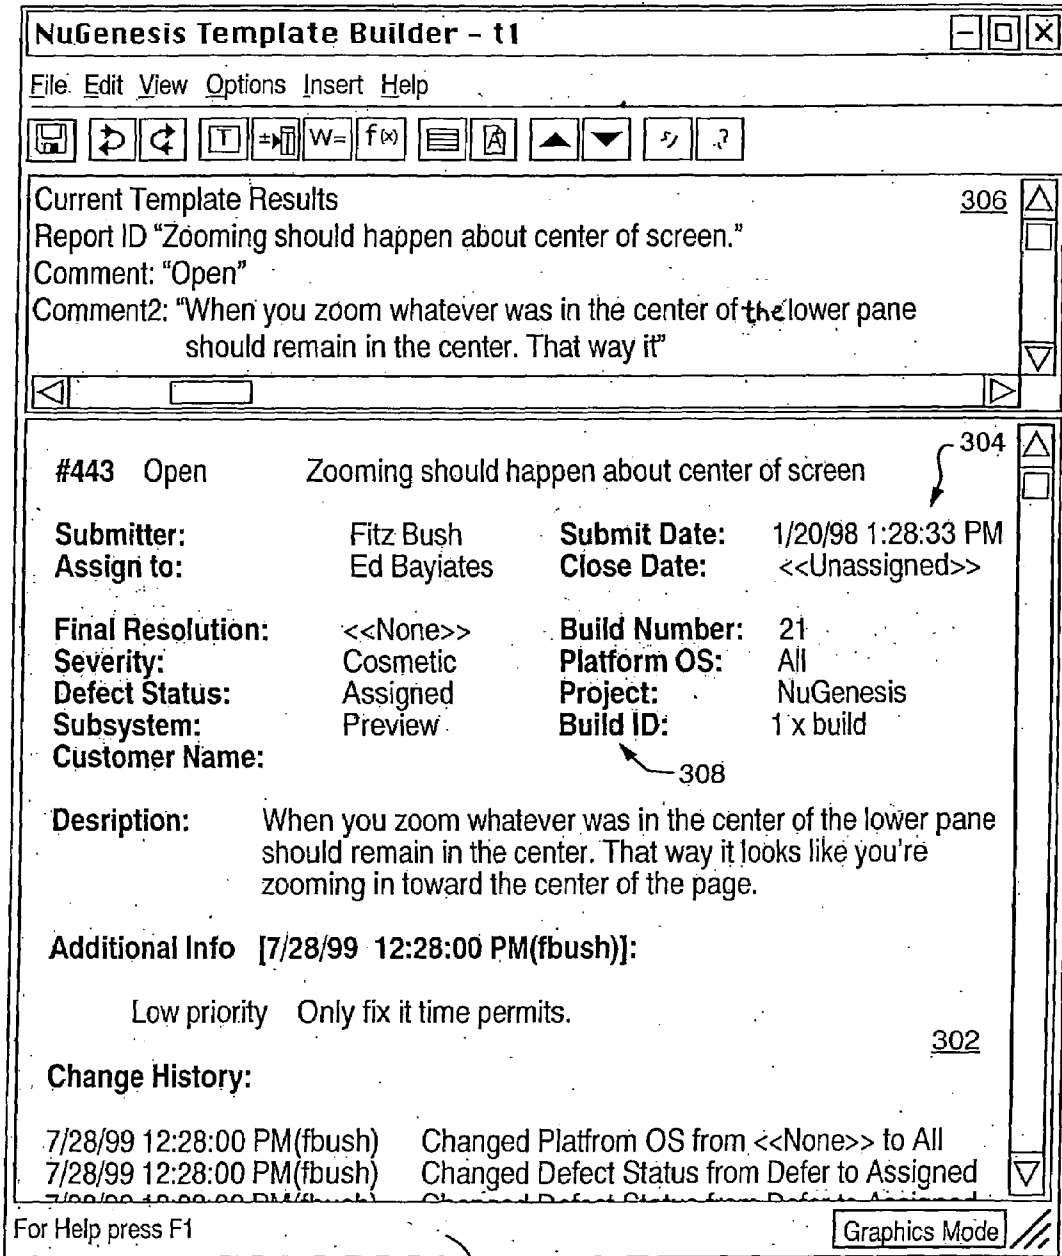 NuGenesis Template Builder - t1
File Edit View Options Insert Help
T W= f(x) A
Current Template Results 306
Report ID "Zooming should happen about center of screen."
Comment: "Open"
Comment2: "When you zoom whatever was in the center of the lower pane
should remain in the center. That way it"
304
#443 Open Zooming should happen about center of screen
Submitter: Fitz Bush Submit Date: 1/20/98 1:28:33 PM
Assign to: Ed Bayiates Close Date: <<Unassigned>>
Final Resolution: <<None>> Build Number: 21
Severity: Cosmetic Platform OS: All
Defect Status: Assigned Project: NuGenesis
Subsystem: Preview Build ID: 1 x build
Customer Name:
308
Desription: When you zoom whatever was in the center of the lower pane
should remain in the center. That way it looks like you're
zooming in toward the center of the page.
Additional Info [7/28/99 12:28:00 PM(fbush)]:
Low priority Only fix it time permits.
302
Change History:
7/28/99 12:28:00 PM(fbush) Changed Platfrom OS from <<None>> to All
7/28/99 12:28:00 PM(fbush) Changed Defect Status from Defer to Assigned
For Help press F1 Graphics Mode